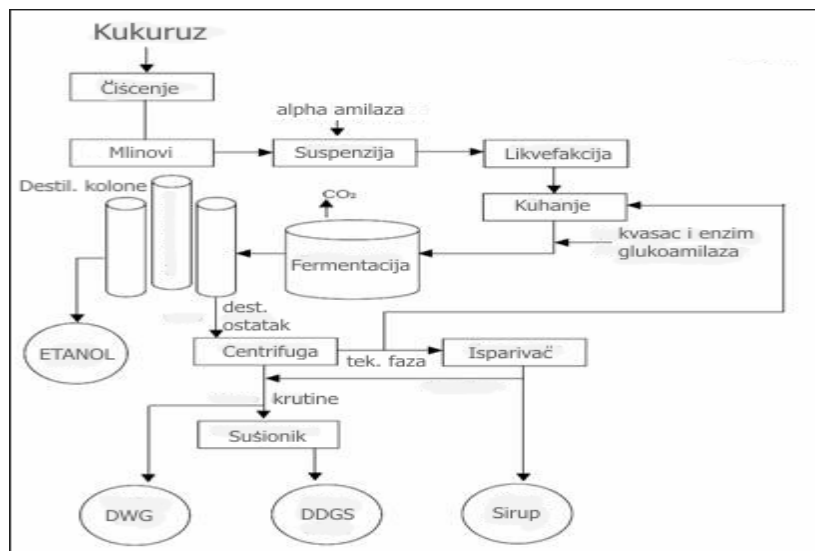 Kukuruz
Čišcenje
alpha amilaza
Mlinovi
Suspenzija
Likvefakcija
Destil. kolone
CO₂
Kuhanje
kvasac i enzim
glukoamilaza
Fermentacija
dest.
ostatak
ETANOL
Centrifuga
tek. faza
Isparivač
krutine
Sušionik
DWG
DDGS
Sirup